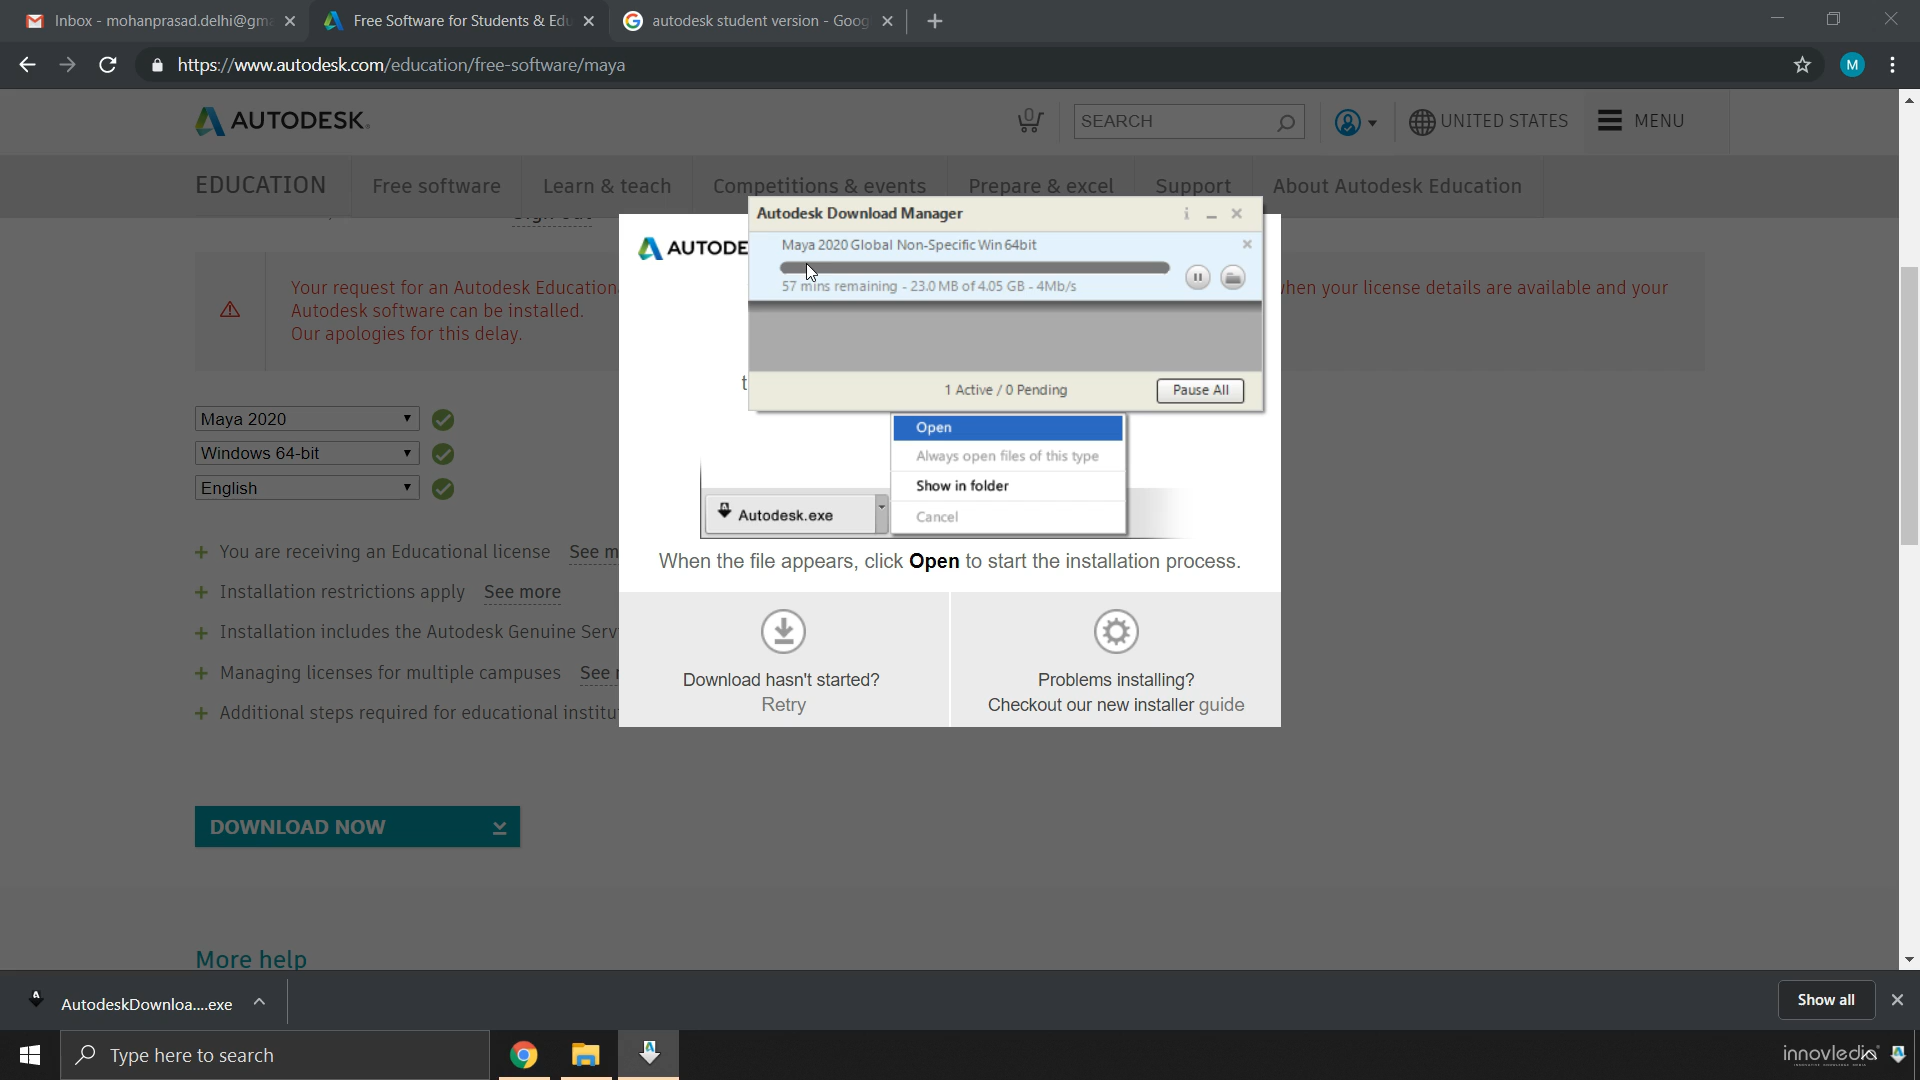 Inbox - mohanprasad.delhi@gma
Free Software for Students & Edu
autodesk student version - Goog
https://www.autodesk.com/education/free-software/maya
M
AUTODESK.
0
SEARCH
UNITED STATES
MENU
EDUCATION
Free software
Learn & teach
Competitions & events
Prepare & excel
Support
About Autodesk Education
Sign out
Autodesk Download Manager
Maya 2020 Global Non-Specific Win 64bit
57 mins remaining - 23.0 MB of 4.05 GB - 4Mb/s
1 Active / 0 Pending
Pause All
AUTODE
t
Your request for an Autodesk Education
hen your license details are available and your
Autodesk software can be installed.
Our apologies for this delay.
Maya 2020
Windows 64-bit
English
Open
Always open files of this type
Show in folder
Cancel
Autodesk.exe
When the file appears, click Open to start the installation process.
Download hasn't started?
Retry
Problems installing?
Checkout our new installer guide
+ You are receiving an Educational license See m
+ Installation restrictions apply See more
+ Installation includes the Autodesk Genuine Serv
+ Managing licenses for multiple campuses See
+ Additional steps required for educational institu
DOWNLOAD NOW
More help
AutodeskDownloa....exe
Show all
Type here to search
innovledia